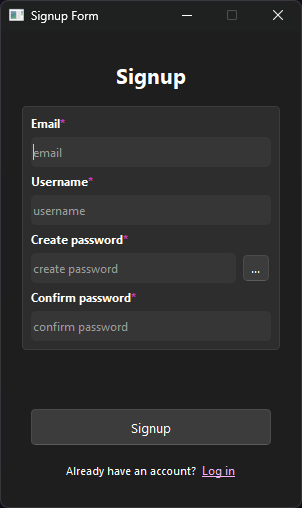 Signup Form
Signup
Email*
email
Username*
username
Create password*
create password
...
Confirm password*
confirm password
Signup
Already have an account? Log in